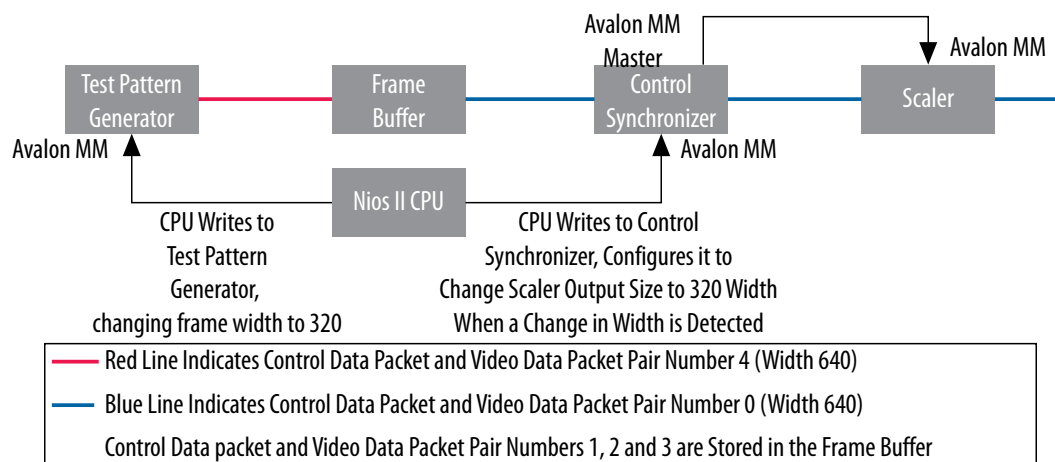 Avalon MM
Master
Avalon MM
Test Pattern
Generator
Frame
Buffer
Control
Synchronizer
Scaler
Avalon MM
Avalon MM
Nios II CPU
CPU Writes to
Test Pattern
Generator,
changing frame width to 320
CPU Writes to Control
Synchronizer, Configures it to
Change Scaler Output Size to 320 Width
When a Change in Width is Detected
Red Line Indicates Control Data Packet and Video Data Packet Pair Number 4 (Width 640)
Blue Line Indicates Control Data Packet and Video Data Packet Pair Number 0 (Width 640)
Control Data packet and Video Data Packet Pair Numbers 1, 2 and 3 are Stored in the Frame Buffer